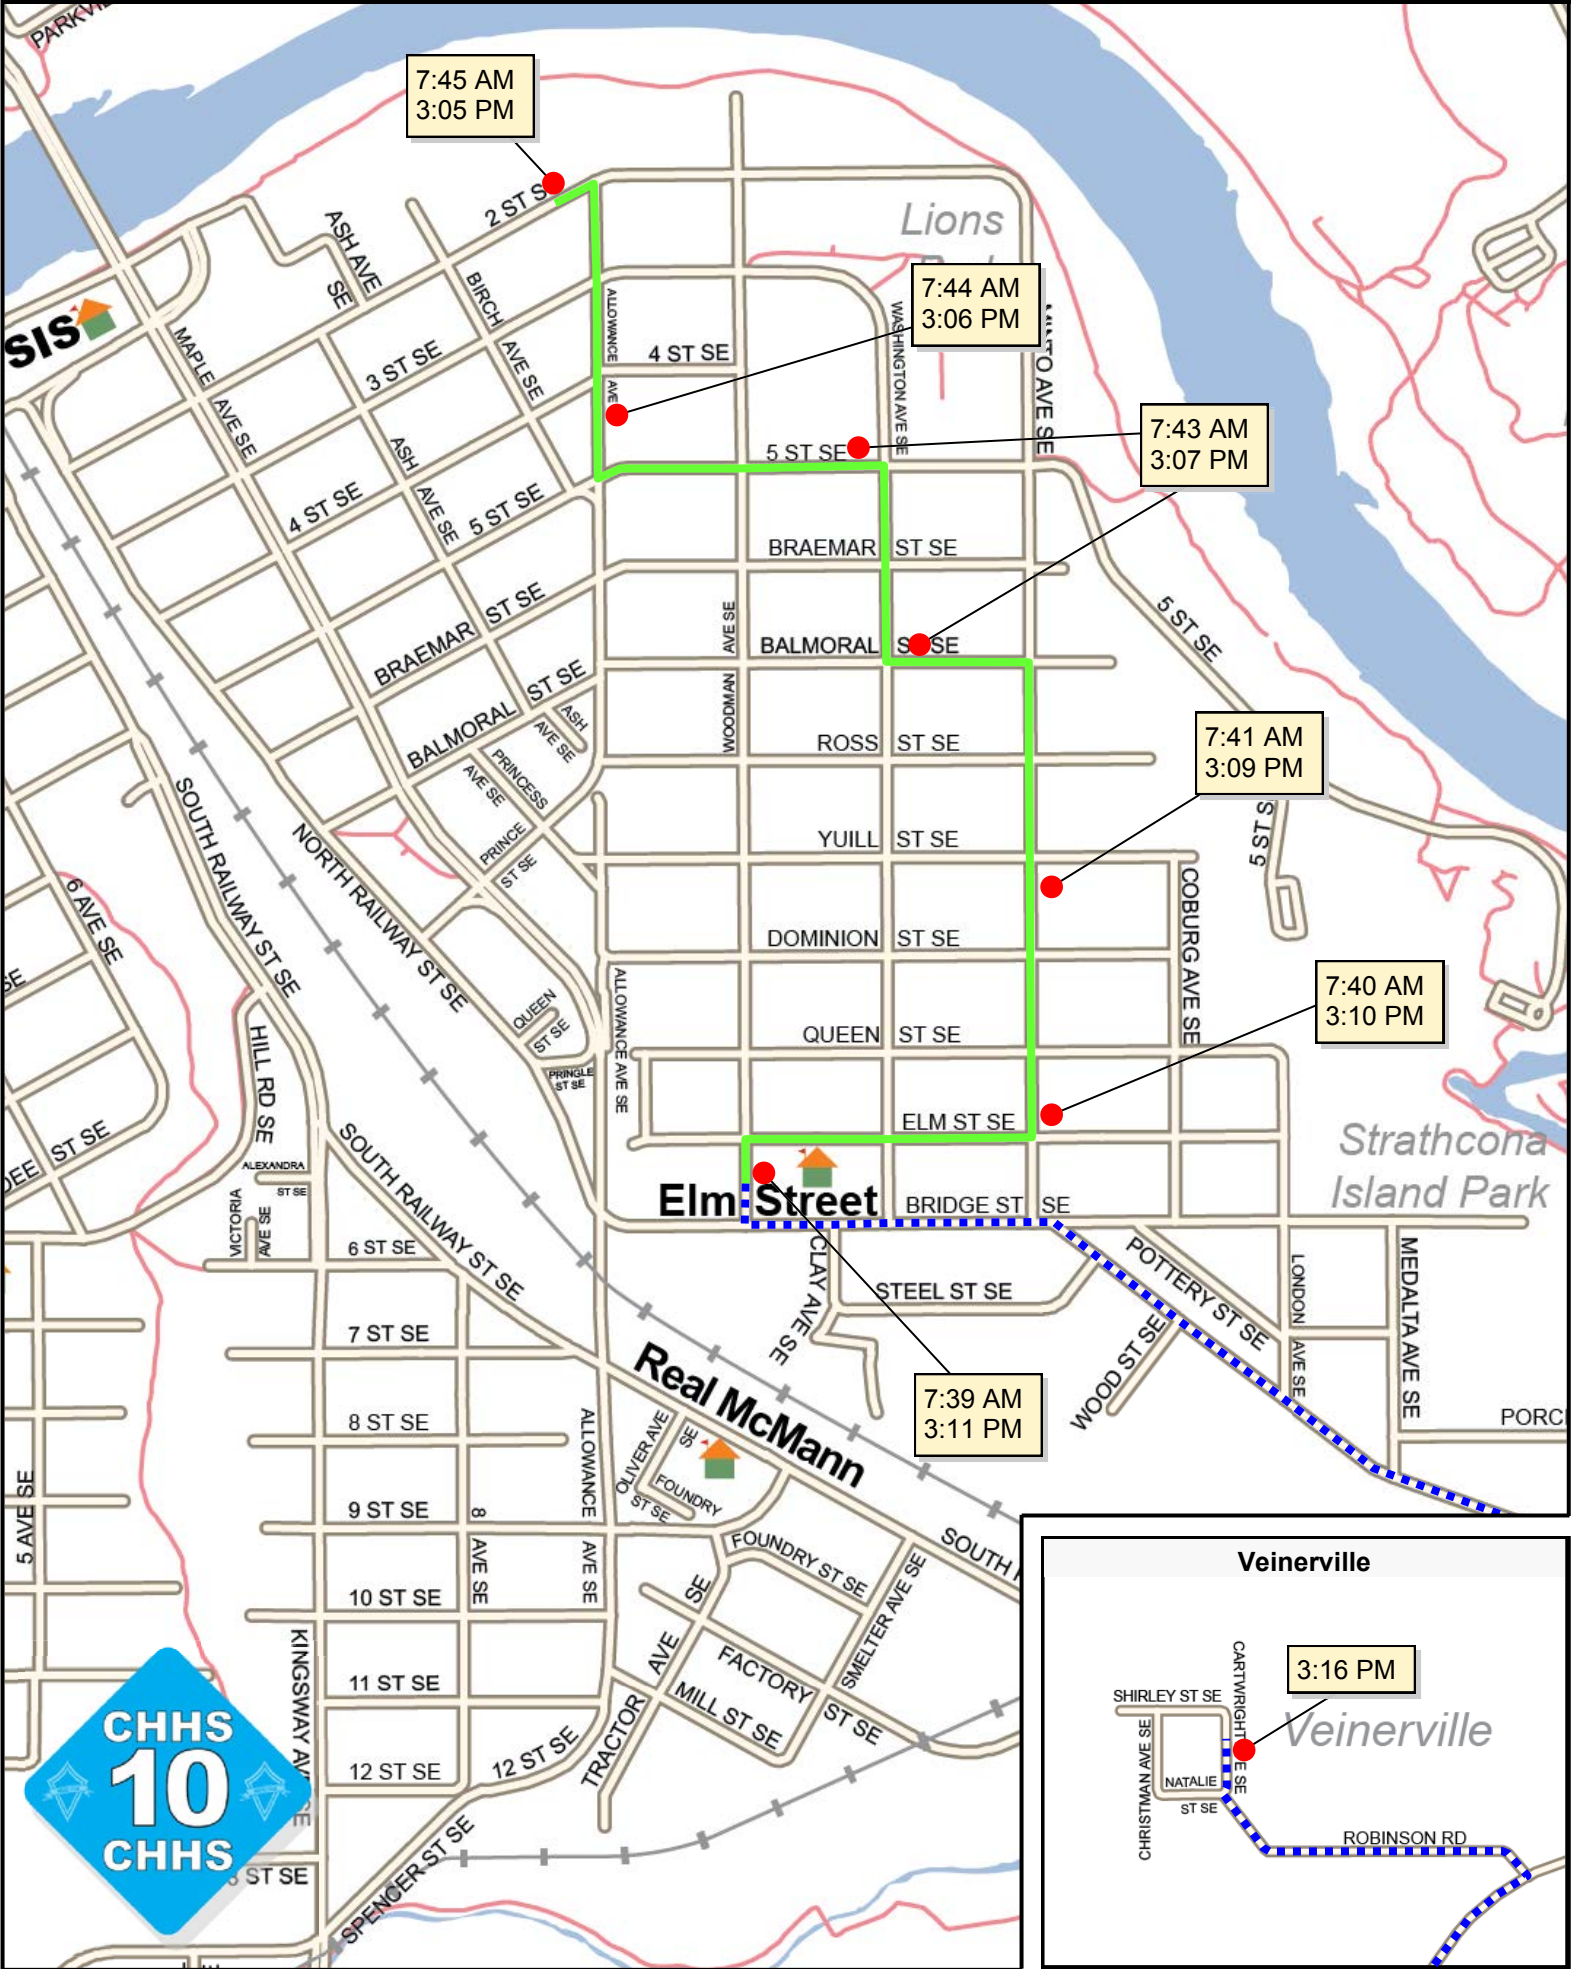 PARKV
7:45 AM
3:05 PM
2 ST S
Lions
ASH AVE
SE
BIRCH
AVE SE
7:44 AM
3:06 PM
SIS
MAPLE
AVE SE
3 ST SE
ALLOWANCE
AVE
4 ST SE
WASHINGTON AVE SE
MINTO AVE SE
7:43 AM
3:07 PM
5 ST SE
ASH
AVE SE
4 ST SE
5 ST SE
BRAEMAR ST SE
BRAEMAR ST SE
WOODMAN
AVE SE
BALMORAL ST SE
5 ST SE
BALMORAL ST SE
ASH
AVE SE
PRINCESS
AVE SE
ROSS ST SE
7:41 AM
3:09 PM
SOUTH RAILWAY ST SE
NORTH RAILWAY ST SE
PRINCE
ST SE
YUILL ST SE
5 ST S
6 AVE SE
COBURG AVE SE
DOMINION ST SE
SE
ALLOWANCE AVE SE
7:40 AM
3:10 PM
QUEEN
ST SE
QUEEN ST SE
HILL RD SE
PRINGLE
ST SE
ELM ST SE
Strathcona
Island Park
DEE ST SE
SOUTH RAILWAY ST SE
ALEXANDRA
ST SE
VICTORIA
AVE SE
Elm Street
BRIDGE ST SE
6 ST SE
CLAY AVE SE
STEEL ST SE
POTTERY ST SE
LONDON
AVE SE
MEDALTA AVE SE
WOOD ST SE
7 ST SE
Real McMann
7:39 AM
3:11 PM
8 ST SE
ALLOWANCE
AVE SE
OLIVER AVE
SE
FOUNDRY
ST SE
PORC
5 AVE SE
9 ST SE
8
AVE SE
FOUNDRY ST SE
SOUTH
SMELTER AVE SE
10 ST SE
TRACTOR AVE SE
FACTORY ST SE
MILL ST SE
KINGSWAY AVE SE
11 ST SE
12 ST SE
12 ST SE
ST SE
SPENCER ST SE
CHHS
10
CHHS
Veinerville
CARTWRIGHT
SE
3:16 PM
SHIRLEY ST SE
Veinerville
CHRISTMAN AVE SE
NATALIE
ST SE
ROBINSON RD